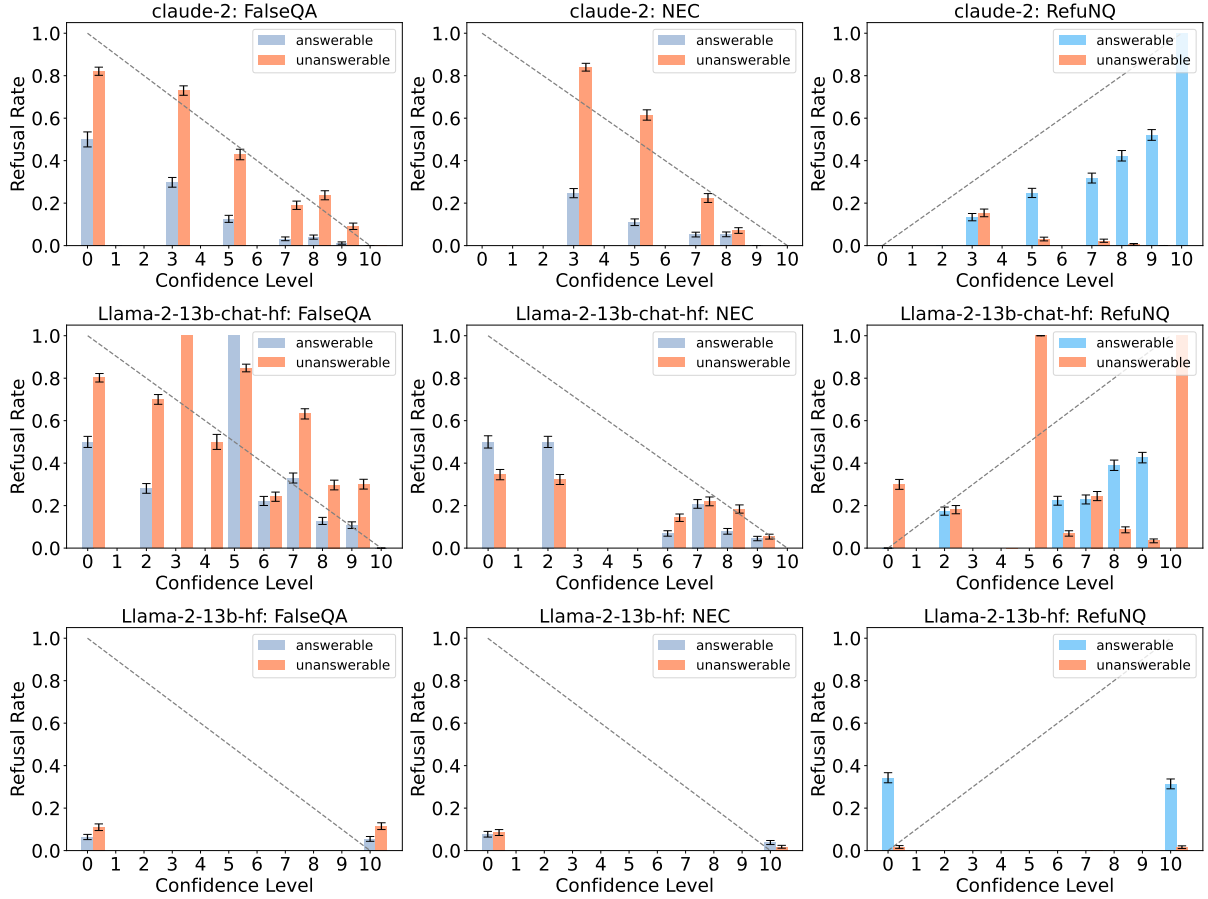 claude-2: FalseQA
1.0
0.8
0.6
0.4
0.2
0.0
Refusal Rate
answerable
unanswerable
0 1 2 3 4 5 6 7 8 9 10
Confidence Level
claude-2: NEC
1.0
0.8
0.6
0.4
0.2
0.0
Refusal Rate
answerable
unanswerable
0 1 2 3 4 5 6 7 8 9 10
Confidence Level
claude-2: RefuNQ
1.0
0.8
0.6
0.4
0.2
0.0
Refusal Rate
answerable
unanswerable
0 1 2 3 4 5 6 7 8 9 10
Confidence Level
Llama-2-13b-chat-hf: FalseQA
1.0
0.8
0.6
0.4
0.2
0.0
Refusal Rate
answerable
unanswerable
0 1 2 3 4 5 6 7 8 9 10
Confidence Level
Llama-2-13b-chat-hf: NEC
1.0
0.8
0.6
0.4
0.2
0.0
Refusal Rate
answerable
unanswerable
0 1 2 3 4 5 6 7 8 9 10
Confidence Level
Llama-2-13b-chat-hf: RefuNQ
1.0
0.8
0.6
0.4
0.2
0.0
Refusal Rate
answerable
unanswerable
0 1 2 3 4 5 6 7 8 9 10
Confidence Level
Llama-2-13b-hf: FalseQA
1.0
0.8
0.6
0.4
0.2
0.0
Refusal Rate
answerable
unanswerable
0 1 2 3 4 5 6 7 8 9 10
Confidence Level
Llama-2-13b-hf: NEC
1.0
0.8
0.6
0.4
0.2
0.0
Refusal Rate
answerable
unanswerable
0 1 2 3 4 5 6 7 8 9 10
Confidence Level
Llama-2-13b-hf: RefuNQ
1.0
0.8
0.6
0.4
0.2
0.0
Refusal Rate
answerable
unanswerable
0 1 2 3 4 5 6 7 8 9 10
Confidence Level